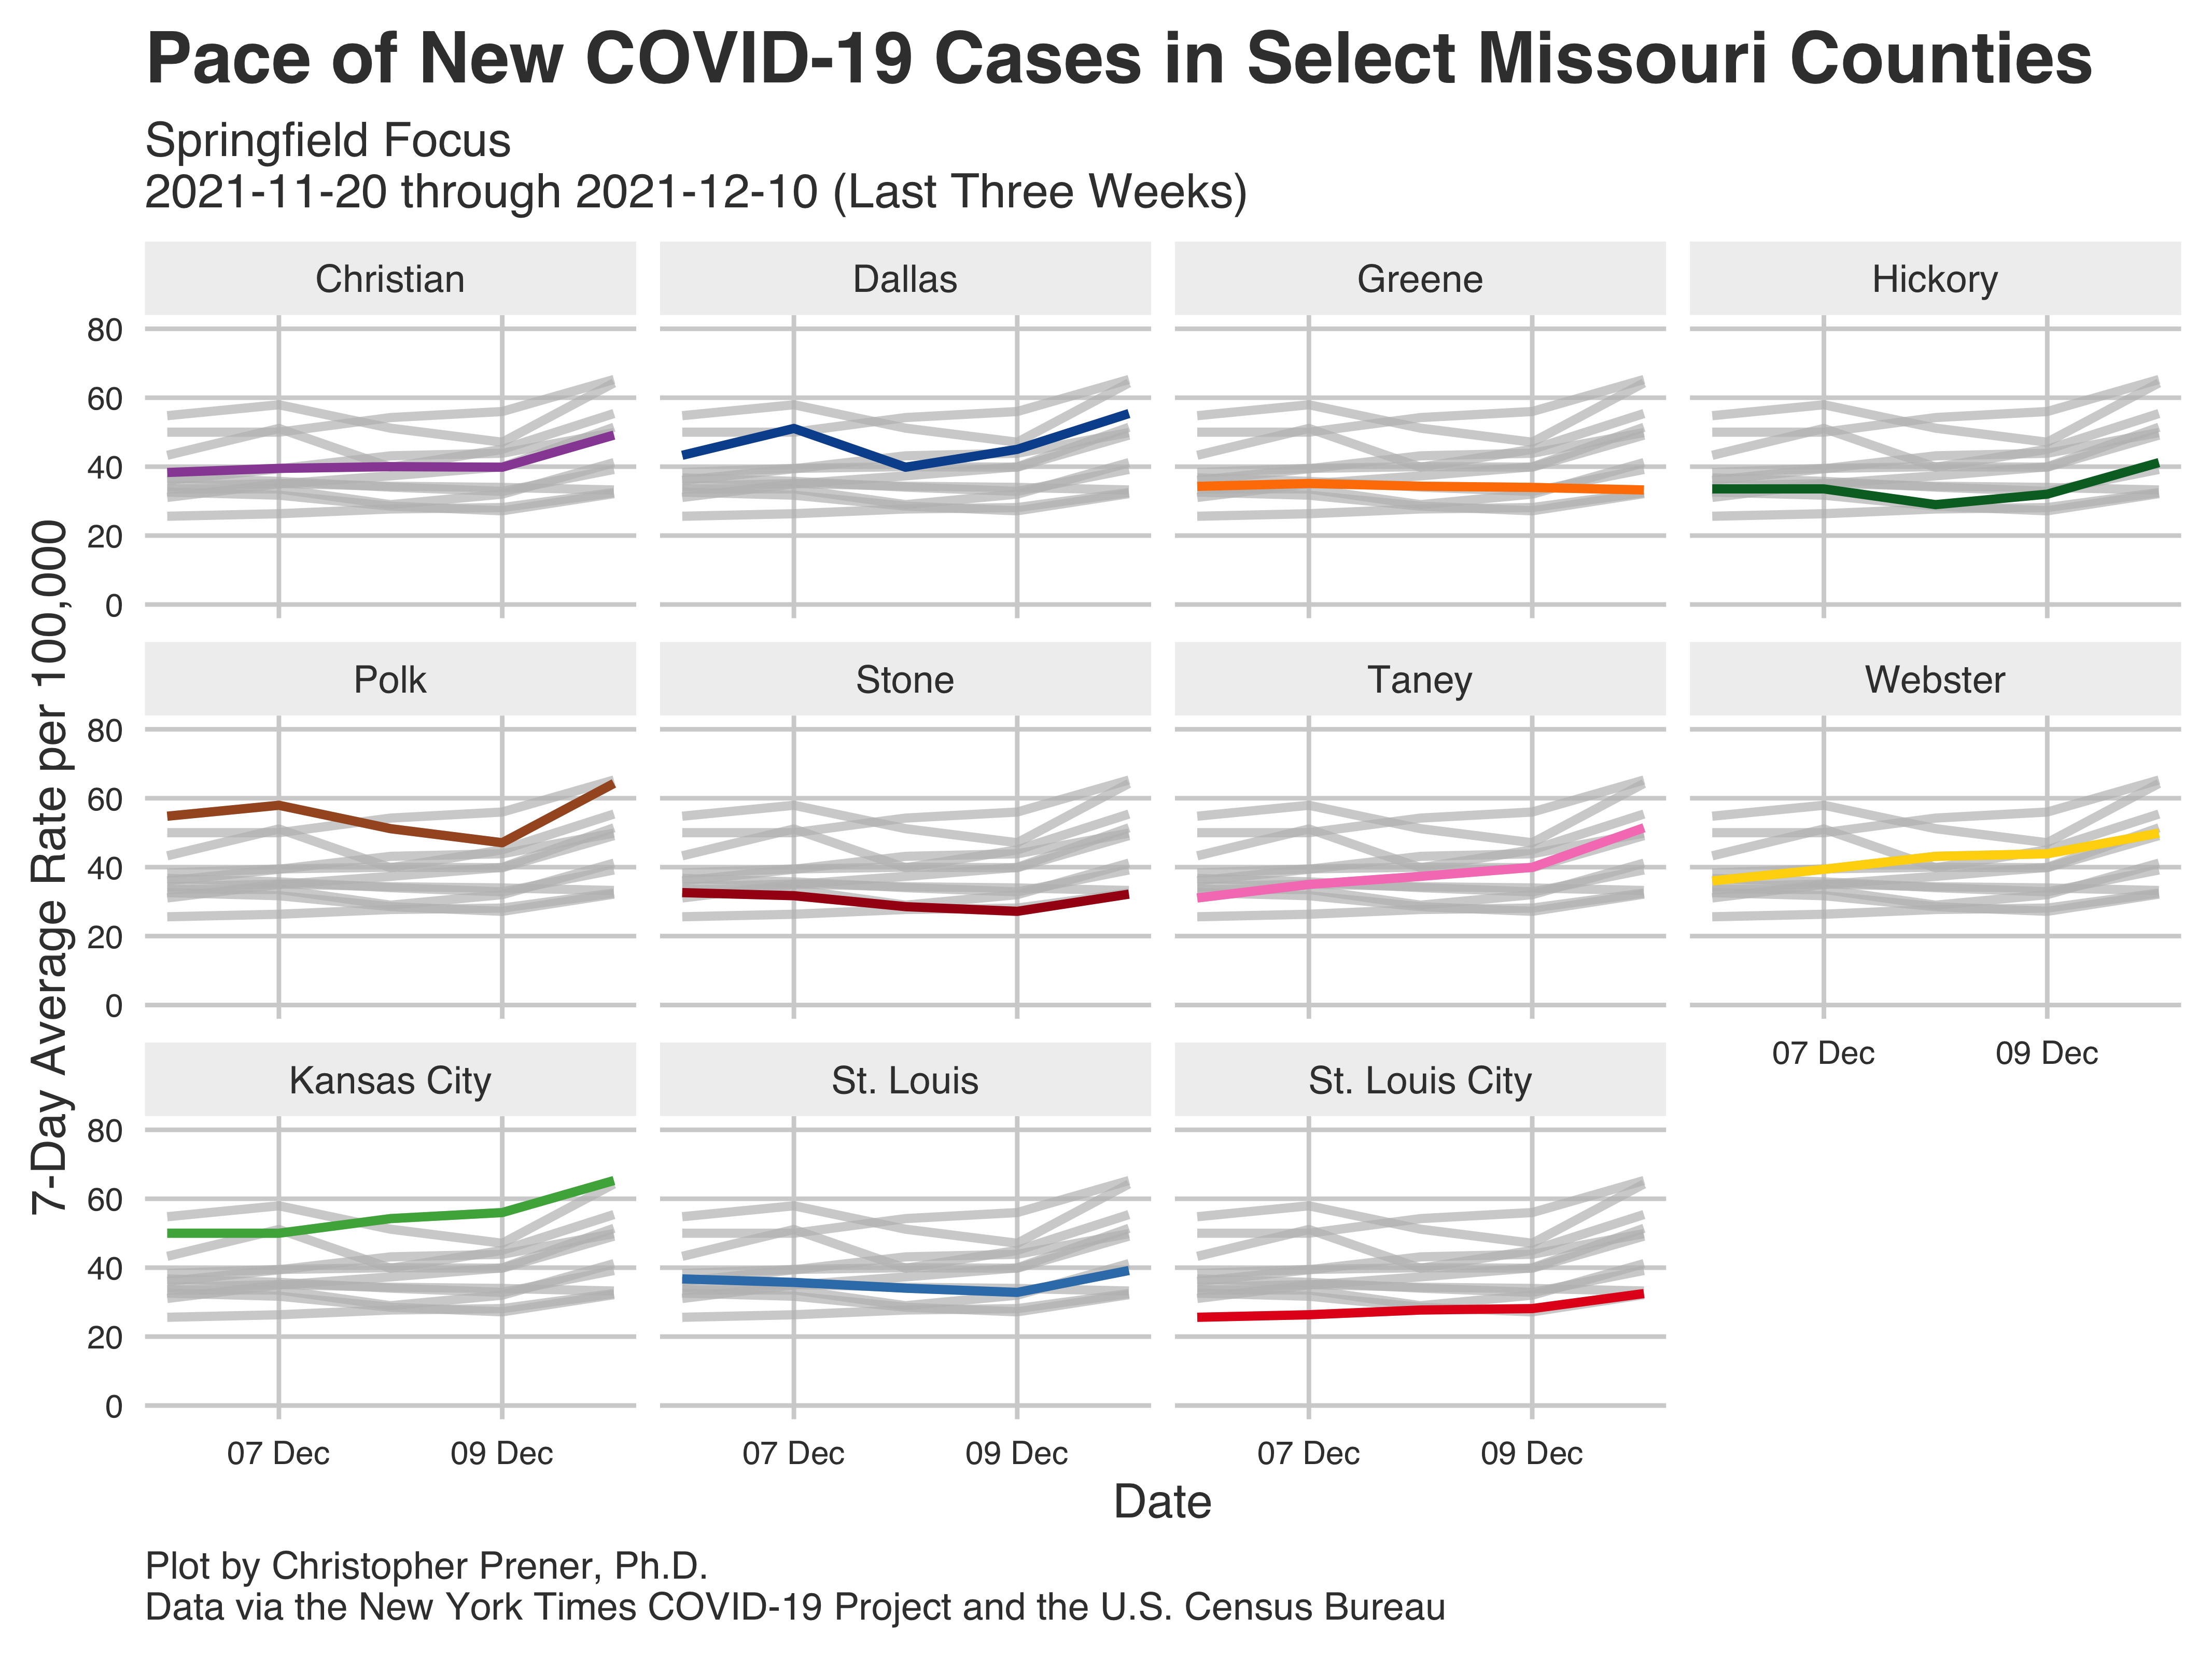 Pace of New COVID-19 Cases in Select Missouri Counties
Springfield Focus
2021-11-20 through 2021-12-10 (Last Three Weeks)
7-Day Average Rate per 100,000
Christian
Dallas
Greene
Hickory
80
60
40
20
0
Polk
Stone
Taney
Webster
80
60
40
20
0
07 Dec
09 Dec
Kansas City
St. Louis
St. Louis City
80
60
40
20
0
07 Dec
09 Dec
07 Dec
09 Dec
07 Dec
09 Dec
Date
Plot by Christopher Prener, Ph.D.
Data via the New York Times COVID-19 Project and the U.S. Census Bureau